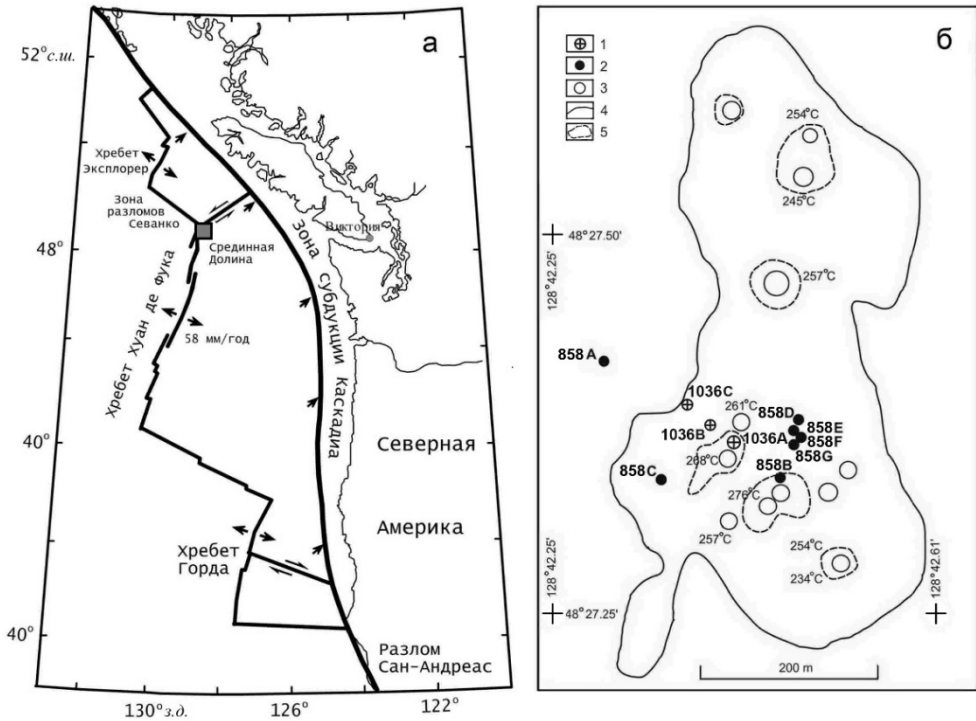 а
52°с.ш.
Хребет
Эксплорер
Зона
разломов
Севанко
Срединная
Долина
Виктория
48°
Зона субдукции Каскадиа
Хребет Хуан де Фука
58 мм/год
40°
Северная
Америка
Хребет
Горда
40°
Разлом
Сан-Андреас
130°з.д.
126°
122°
б
1
2
3
4
5
254°C
245°C
48°27.50'
128°42.25'
257°C
858A
1036C
261°C
858D
858E
1036B
1036A
858F
858G
268°C
858B
858C
276°C
257°C
254°C
234°C
128°42.25'
128°42.61'
48°27.25'
200 m